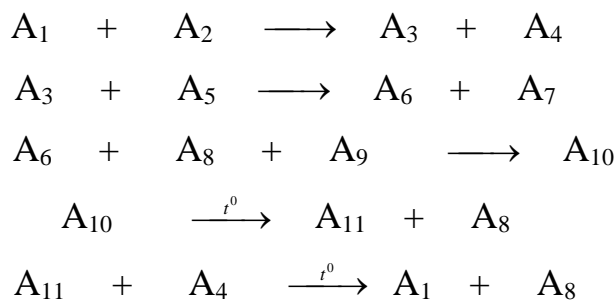 A₁ + A₂ ⟶ A₃ + A₄
A₃ + A₅ ⟶ A₆ + A₇
A₆ + A₈ + A₉ ⟶ A₁₀
A₁₀ ⟶ t⁰ A₁₁ + A₈
A₁₁ + A₄ ⟶ t⁰ A₁ + A₈